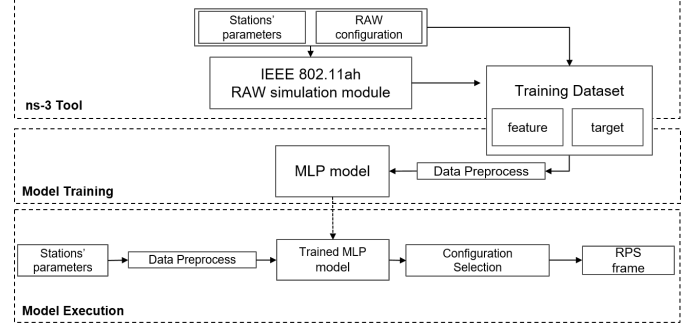 Stations'
parameters
RAW
configuration
IEEE 802.11ah
RAW simulation module
Training Dataset
feature
target
ns-3 Tool
MLP model
Data Preprocess
Model Training
Stations'
parameters
Data Preprocess
Trained MLP
model
Configuration
Selection
RPS
frame
Model Execution